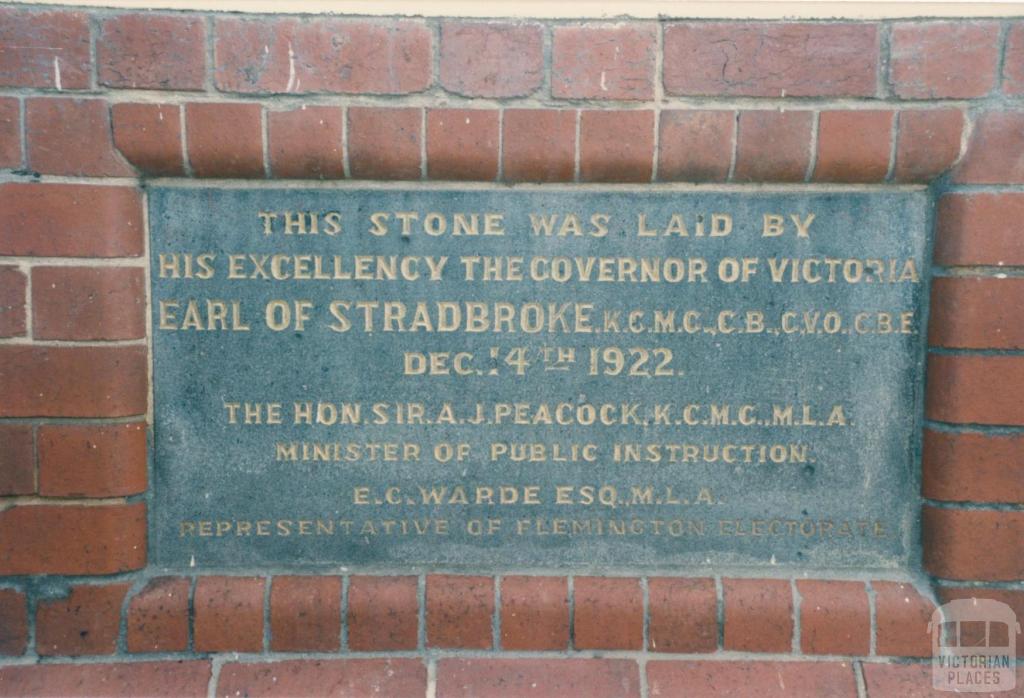 THIS STONE WAS LAID BY
HIS EXCELLENCY THE GOVERNOR OF VICTORIA
EARL OF STRADBROKE. K.C.M.G., C.B., C.V.O., C.B.E.
DEC. 14TH 1922.
THE HON. SIR. A. J. PEACOCK, K.C.M.G., M.L.A.
MINISTER OF PUBLIC INSTRUCTION.
E.C. WARDE ESQ., M.L.A.
REPRESENTATIVE OF FLEMINGTON ELECTORATE
VICTORIAN
PLACES